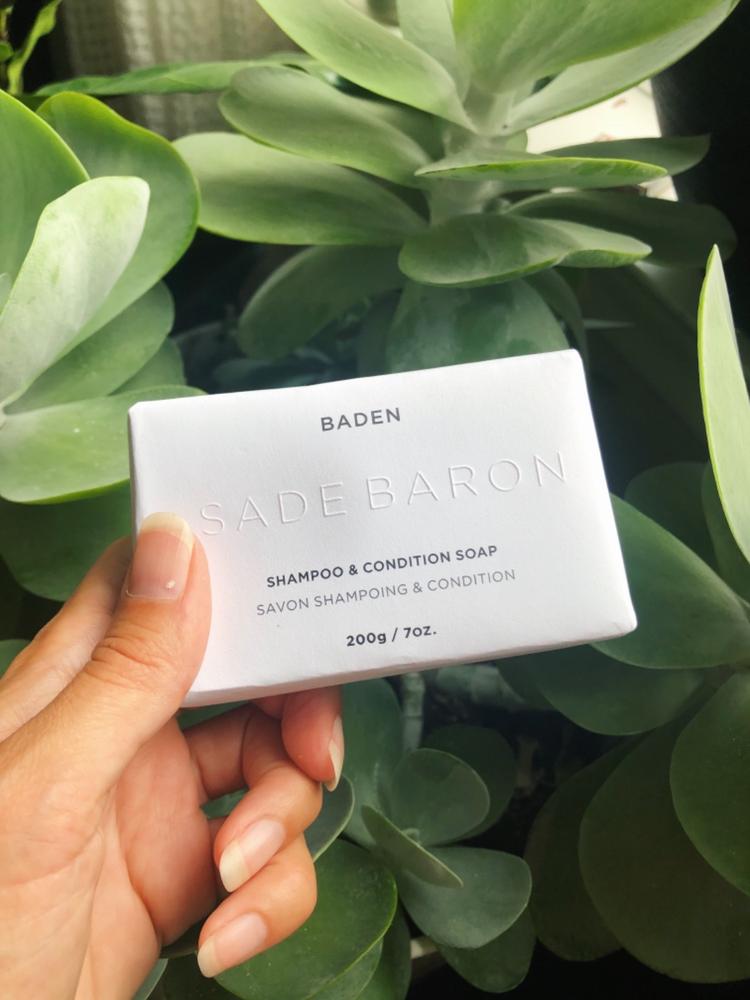 BADEN
SADE BARON
SHAMPOO & CONDITION SOAP
SAVON SHAMPOING & CONDITION
200g / 7oz.